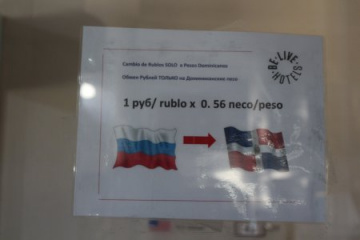 Cambio de Rublos SOLO a Pesos Dominicanos
Обмен Рублей ТОЛЬКО на Доминиканские песо
BE-LIVE-HOTELS
1 руб/ rublo x 0. 56 песо/peso